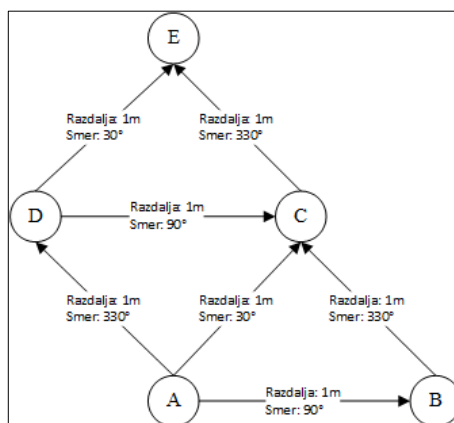 E
Razdalja: 1m
Smer: 30°
Razdalja: 1m
Smer: 330°
D
Razdalja: 1m
Smer: 90°
C
Razdalja: 1m
Smer: 330°
Razdalja: 1m
Smer: 30°
Razdalja: 1m
Smer: 330°
A
Razdalja: 1m
Smer: 90°
B